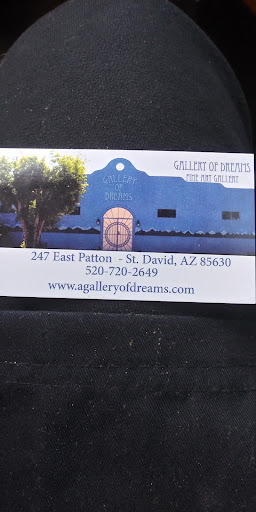 GALLERY OF DREAMS
FINE ART GALLERY
GALLERY
OF
DREAMS
247 East Patton - St. David, AZ 85630
520-720-2649
www.agalleryofdreams.com